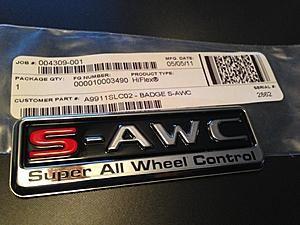 JOB #: 004309-001
MFG. DATE:
05/05/11
PACKAGE QTY:
1
FG NUMBER:
000010003490
PRODUCT TYPE:
HiFlex®
CUSTOMER PART #: A9911SLC02 - BADGE S-AWC
SERIAL#:
2862
S-AWC
Super All Wheel Control